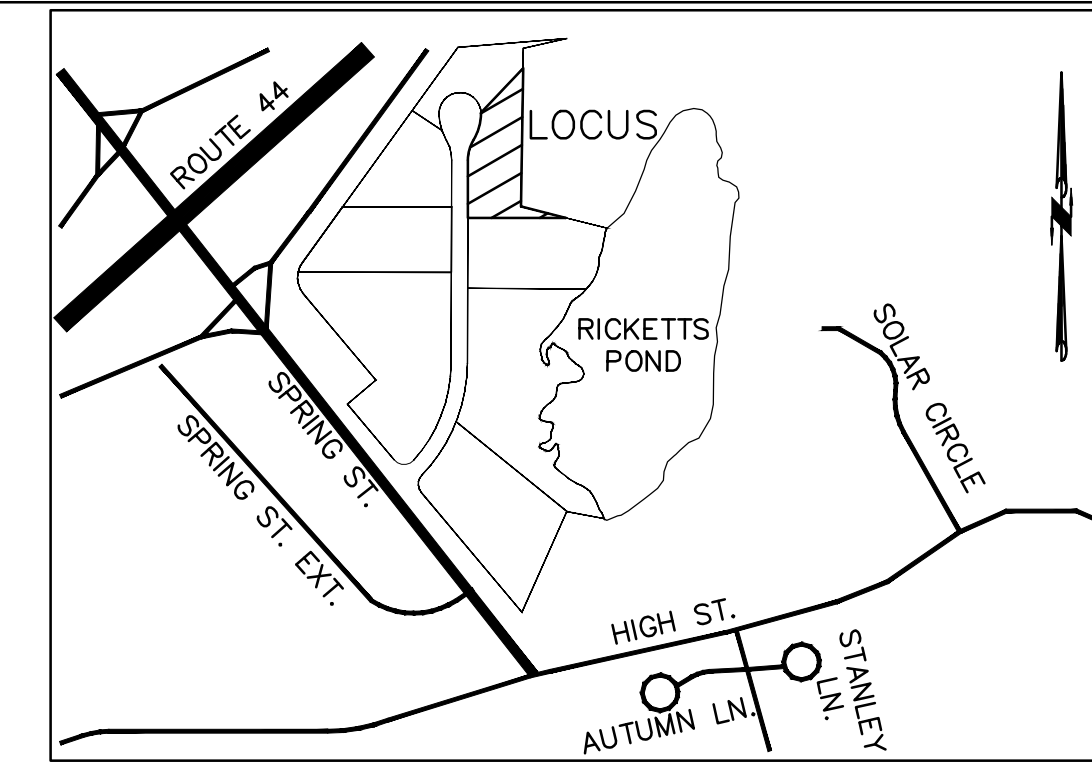 ROUTE 44
LOCUS
RICKETTS
POND
SOLAR CIRCLE
SPRING ST.
SPRING ST. EXT.
HIGH ST.
AUTUMN LN.
STANLEY
LN.